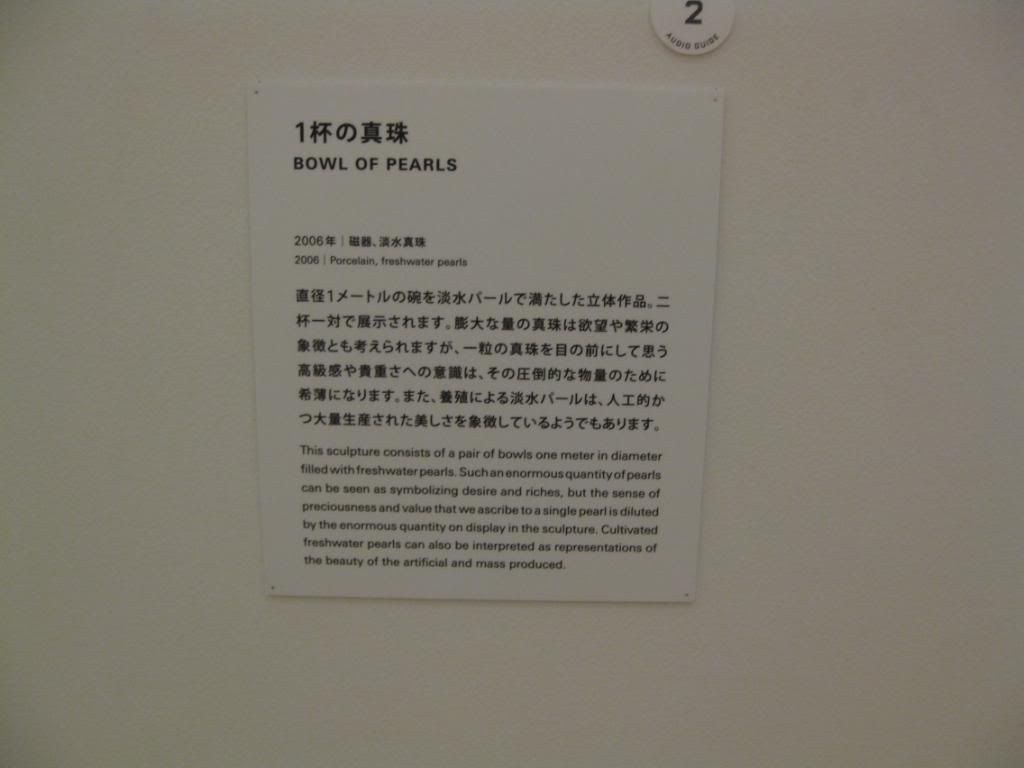 2
AUDIO GUIDE
1杯の真珠
BOWL OF PEARLS
2006年｜磁器、淡水真珠
2006｜Porcelain, freshwater pearls
直径1メートルの碗を淡水パールで満たした立体作品。二
杯一対で展示されます。膨大な量の真珠は欲望や繁栄の
象徴とも考えられますが、一粒の真珠を目の前にして思う
高級感や貴重さへの意識は、その圧倒的な物量のために
希薄になります。また、養殖による淡水パールは、人工的か
つ大量生産された美しさを象徴しているようでもあります。
This sculpture consists of a pair of bowls one meter in diameter
filled with freshwater pearls. Such an enormous quantity of pearls
can be seen as symbolizing desire and riches, but the sense of
preciousness and value that we ascribe to a single pearl is diluted
by the enormous quantity on display in the sculpture. Cultivated
freshwater pearls can also be interpreted as representations of
the beauty of the artificial and mass produced.